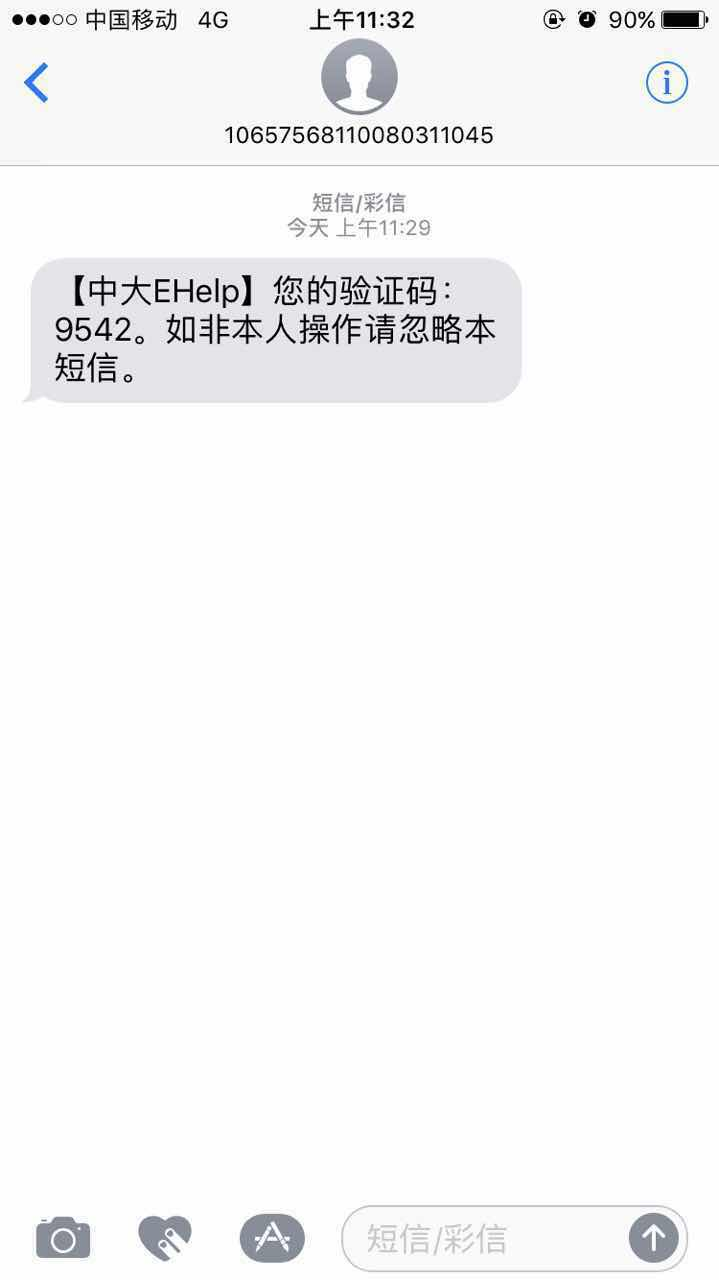 中国移动 4G 上午11:32 90%
10657568110080311045
短信/彩信
今天 上午11:29
【中大EHelp】您的验证码：
9542。如非本人操作请忽略本
短信。
短信/彩信